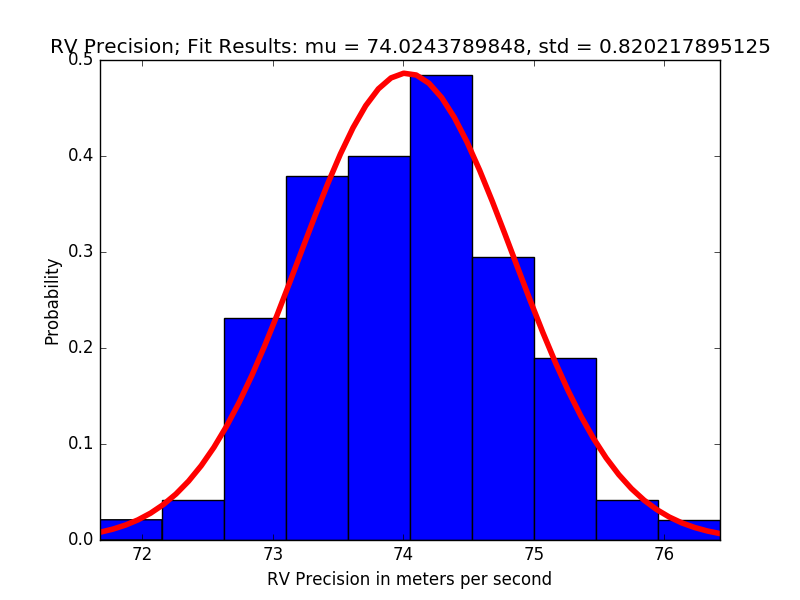 RV Precision; Fit Results: mu = 74.0243789848, std = 0.820217895125
0.5
0.4
0.3
0.2
0.1
0.0
Probability
72 73 74 75 76
RV Precision in meters per second